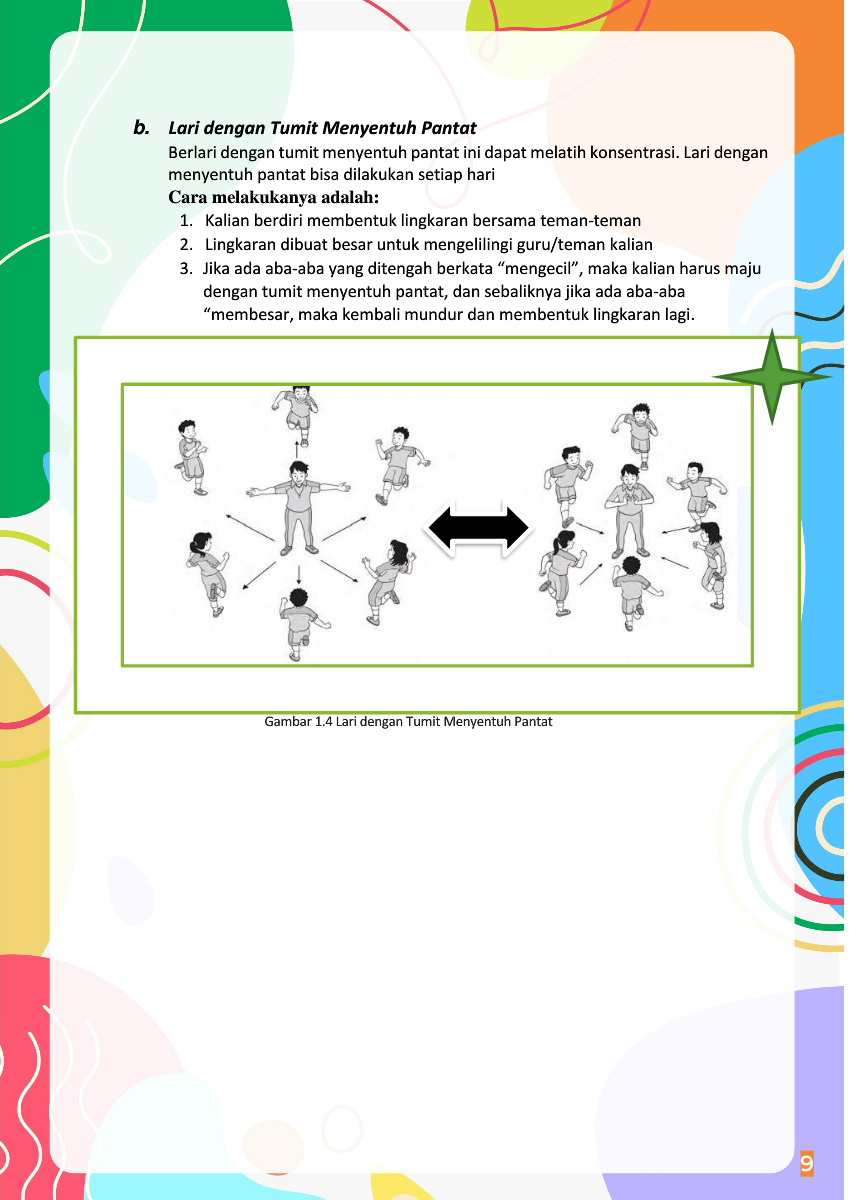 b. Lari dengan Tumit Menyentuh Pantat
Berlari dengan tumit menyentuh pantat ini dapat melatih konsentrasi. Lari dengan
menyentuh pantat bisa dilakukan setiap hari
Cara melakukanya adalah:
1. Kalian berdiri membentuk lingkaran bersama teman-teman
2. Lingkaran dibuat besar untuk mengelilingi guru/teman kalian
3. Jika ada aba-aba yang ditengah berkata “mengecil”, maka kalian harus maju
dengan tumit menyentuh pantat, dan sebaliknya jika ada aba-aba
“membesar, maka kembali mundur dan membentuk lingkaran lagi.
Gambar 1.4 Lari dengan Tumit Menyentuh Pantat
9